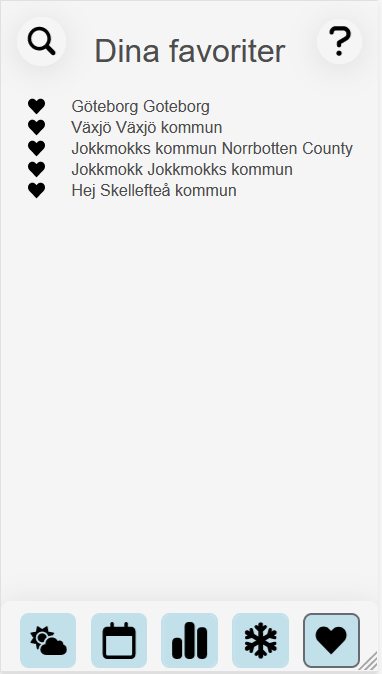 Dina favoriter
Göteborg Goteborg
Växjö Växjö kommun
Jokkmokks kommun Norrbotten County
Jokkmokk Jokkmokks kommun
Hej Skellefteå kommun